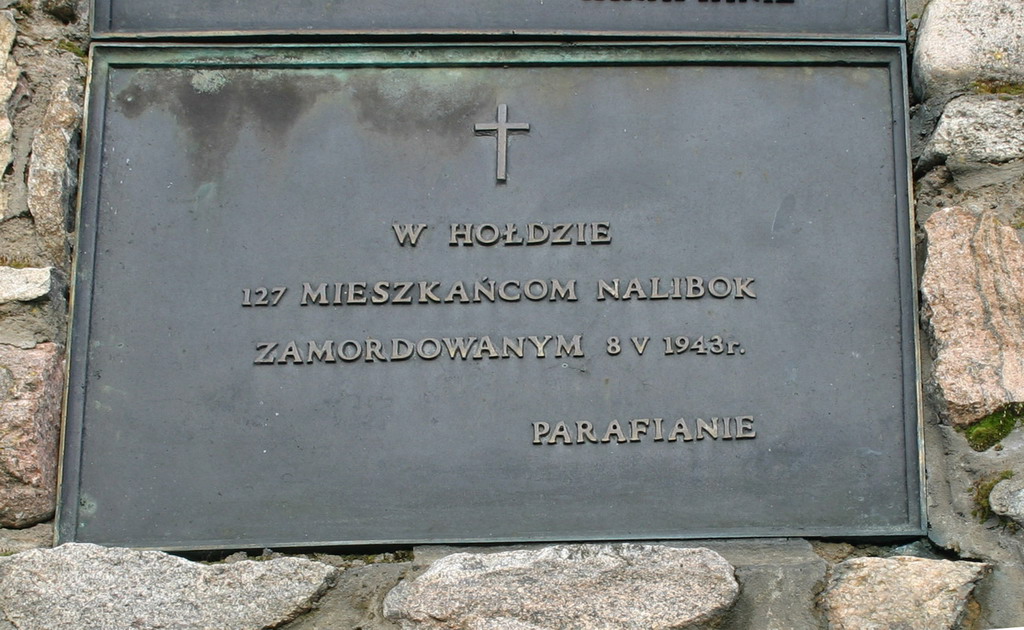 W HOŁDZIE
127 MIESZKAŃCOM NALIBOK
ZAMORDOWANYM 8 V 1943r.
PARAFIANIE